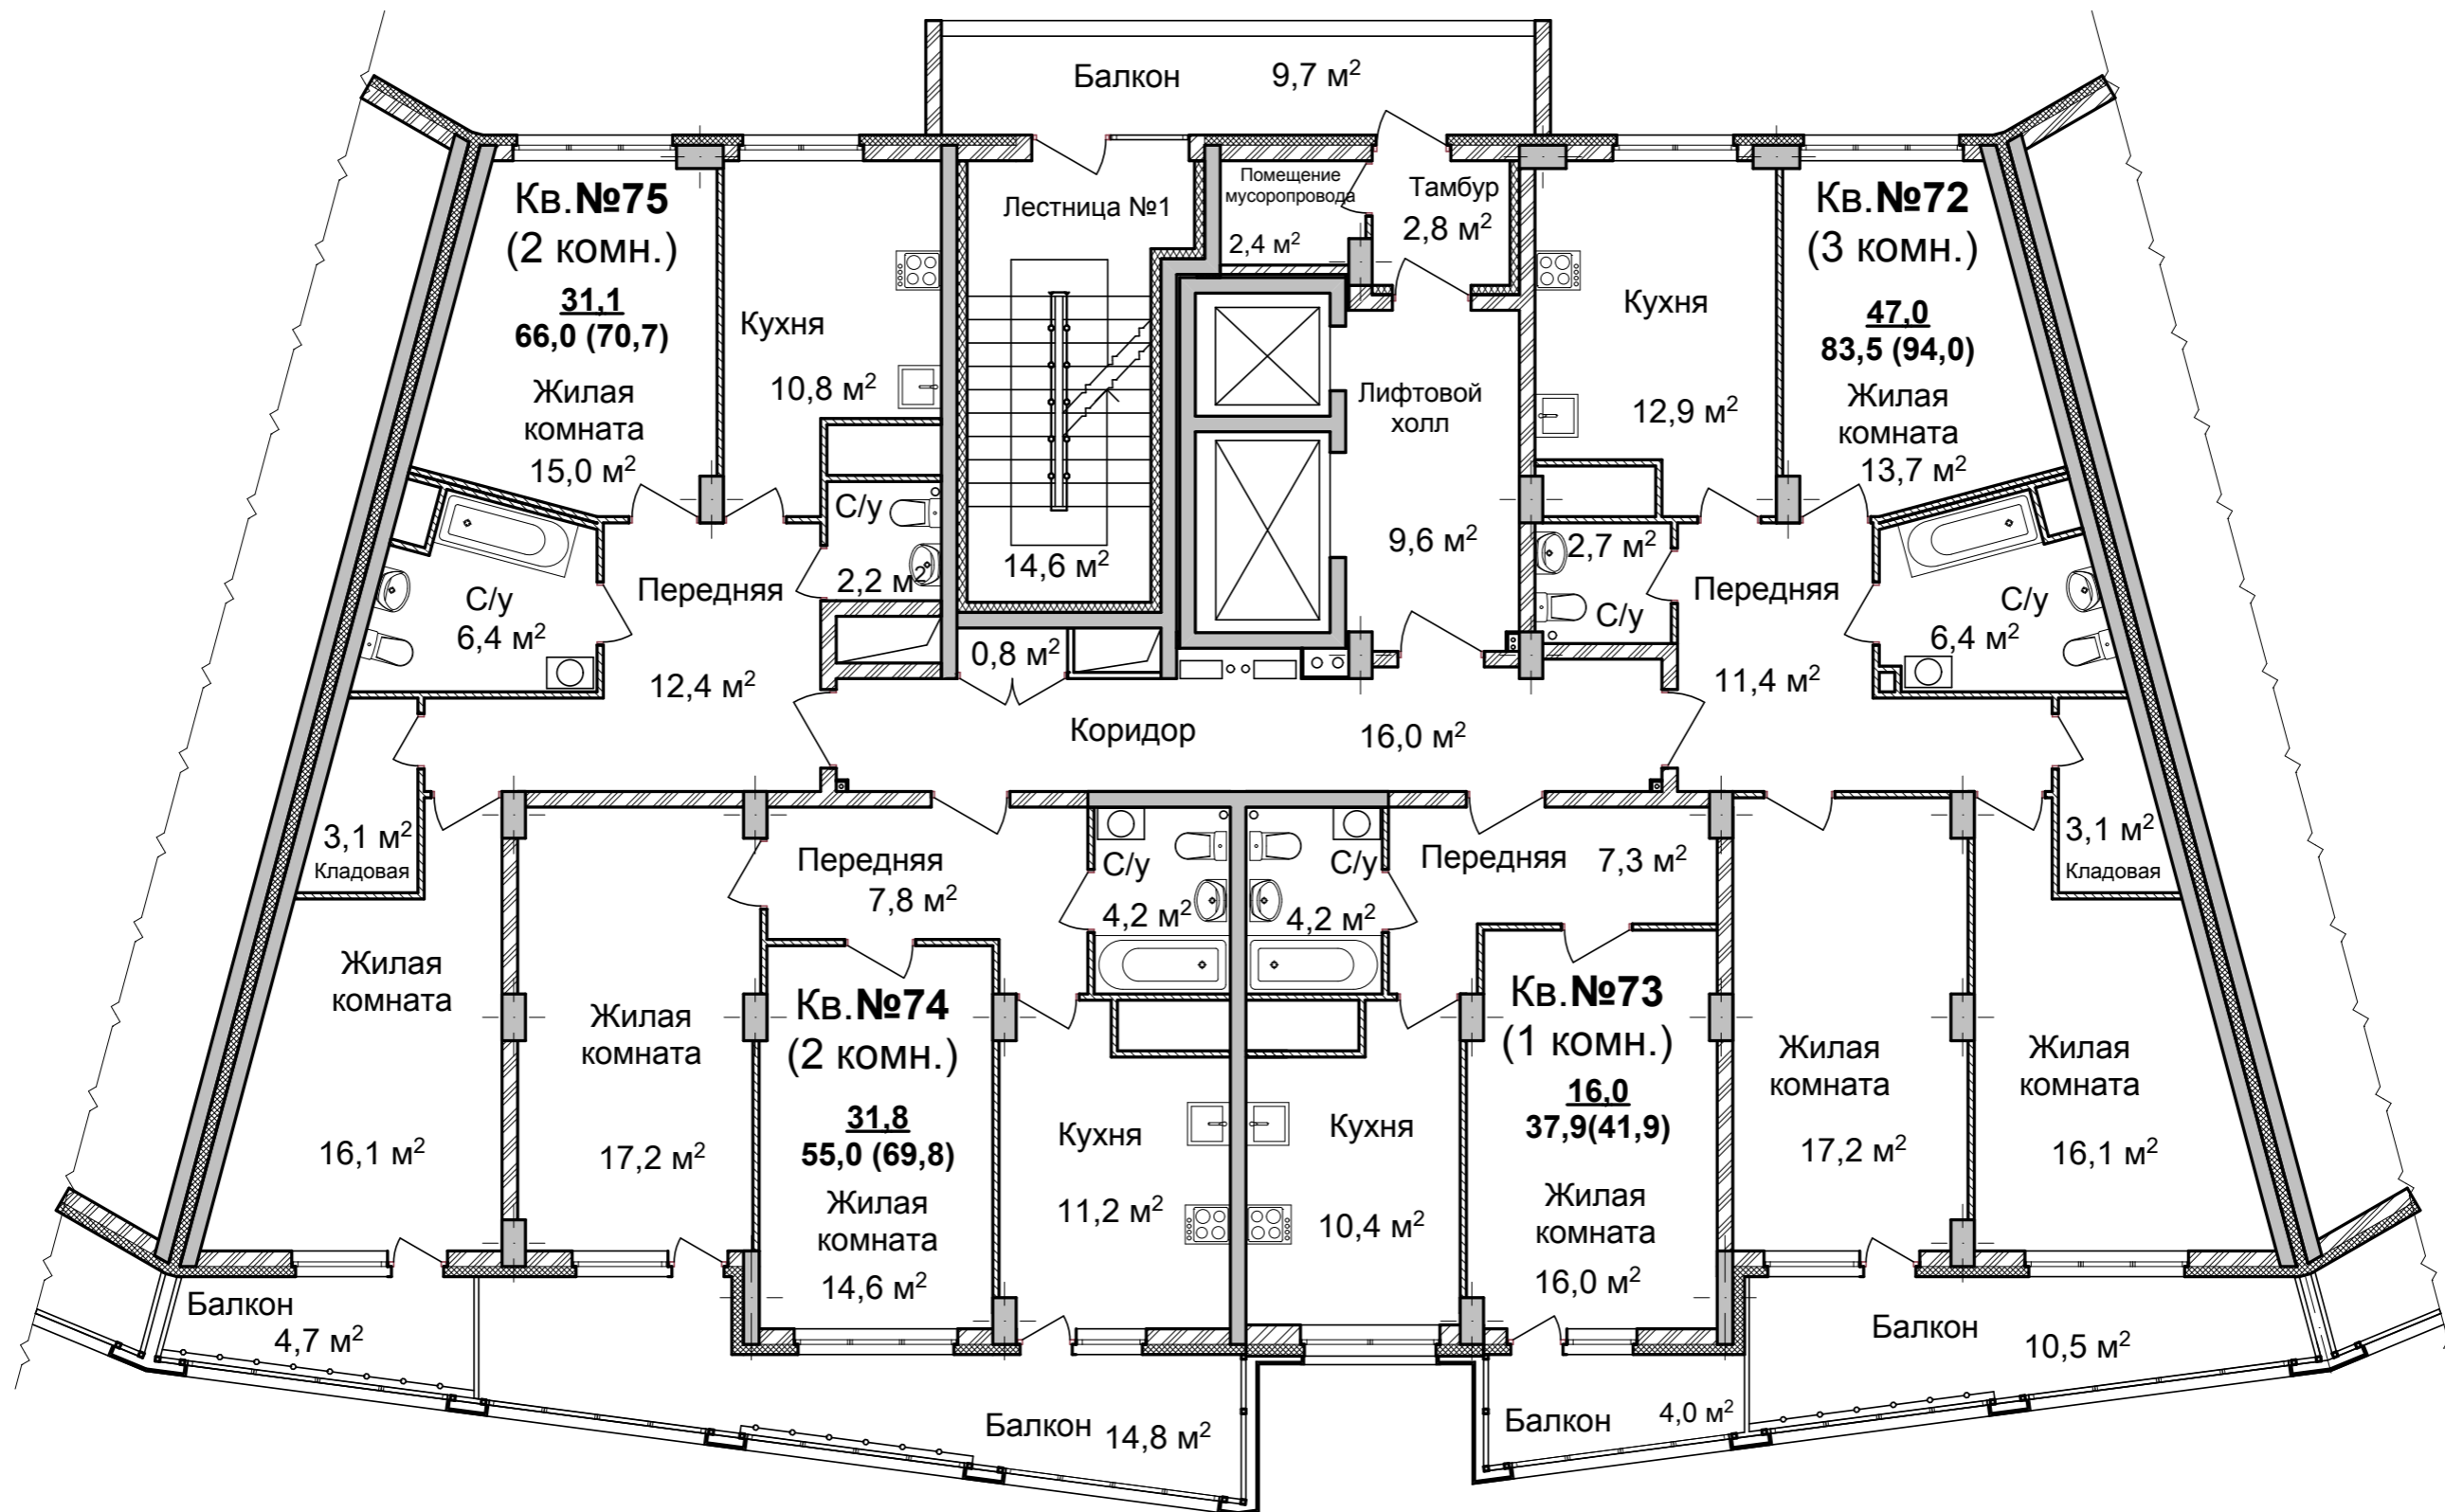 Балкон 9,7 м²
Кв.№75
(2 комн.)
31,1
66,0 (70,7)
Жилая
комната
15,0 м²
Кухня
10,8 м²
Лестница №1
14,6 м²
Помещение
мусоропровода
2,4 м²
Тамбур
2,8 м²
Лифтовой
холл
9,6 м²
Кухня
12,9 м²
Кв.№72
(3 комн.)
47,0
83,5 (94,0)
Жилая
комната
13,7 м²
С/у
6,4 м²
Передняя
12,4 м²
С/у
2,2 м²
0,8 м²
2,7 м²
С/у
Передняя
11,4 м²
С/у
6,4 м²
Коридор 16,0 м²
3,1 м²
Кладовая
Передняя
7,8 м²
С/у
4,2 м²
С/у
4,2 м²
Передняя 7,3 м²
3,1 м²
Кладовая
Жилая
комната
16,1 м²
Жилая
комната
17,2 м²
Кв.№74
(2 комн.)
31,8
55,0 (69,8)
Жилая
комната
14,6 м²
Кухня
11,2 м²
Кухня
10,4 м²
Кв.№73
(1 комн.)
16,0
37,9(41,9)
Жилая
комната
16,0 м²
Жилая
комната
17,2 м²
Жилая
комната
16,1 м²
Балкон
4,7 м²
Балкон 14,8 м²
Балкон 4,0 м²
Балкон 10,5 м²